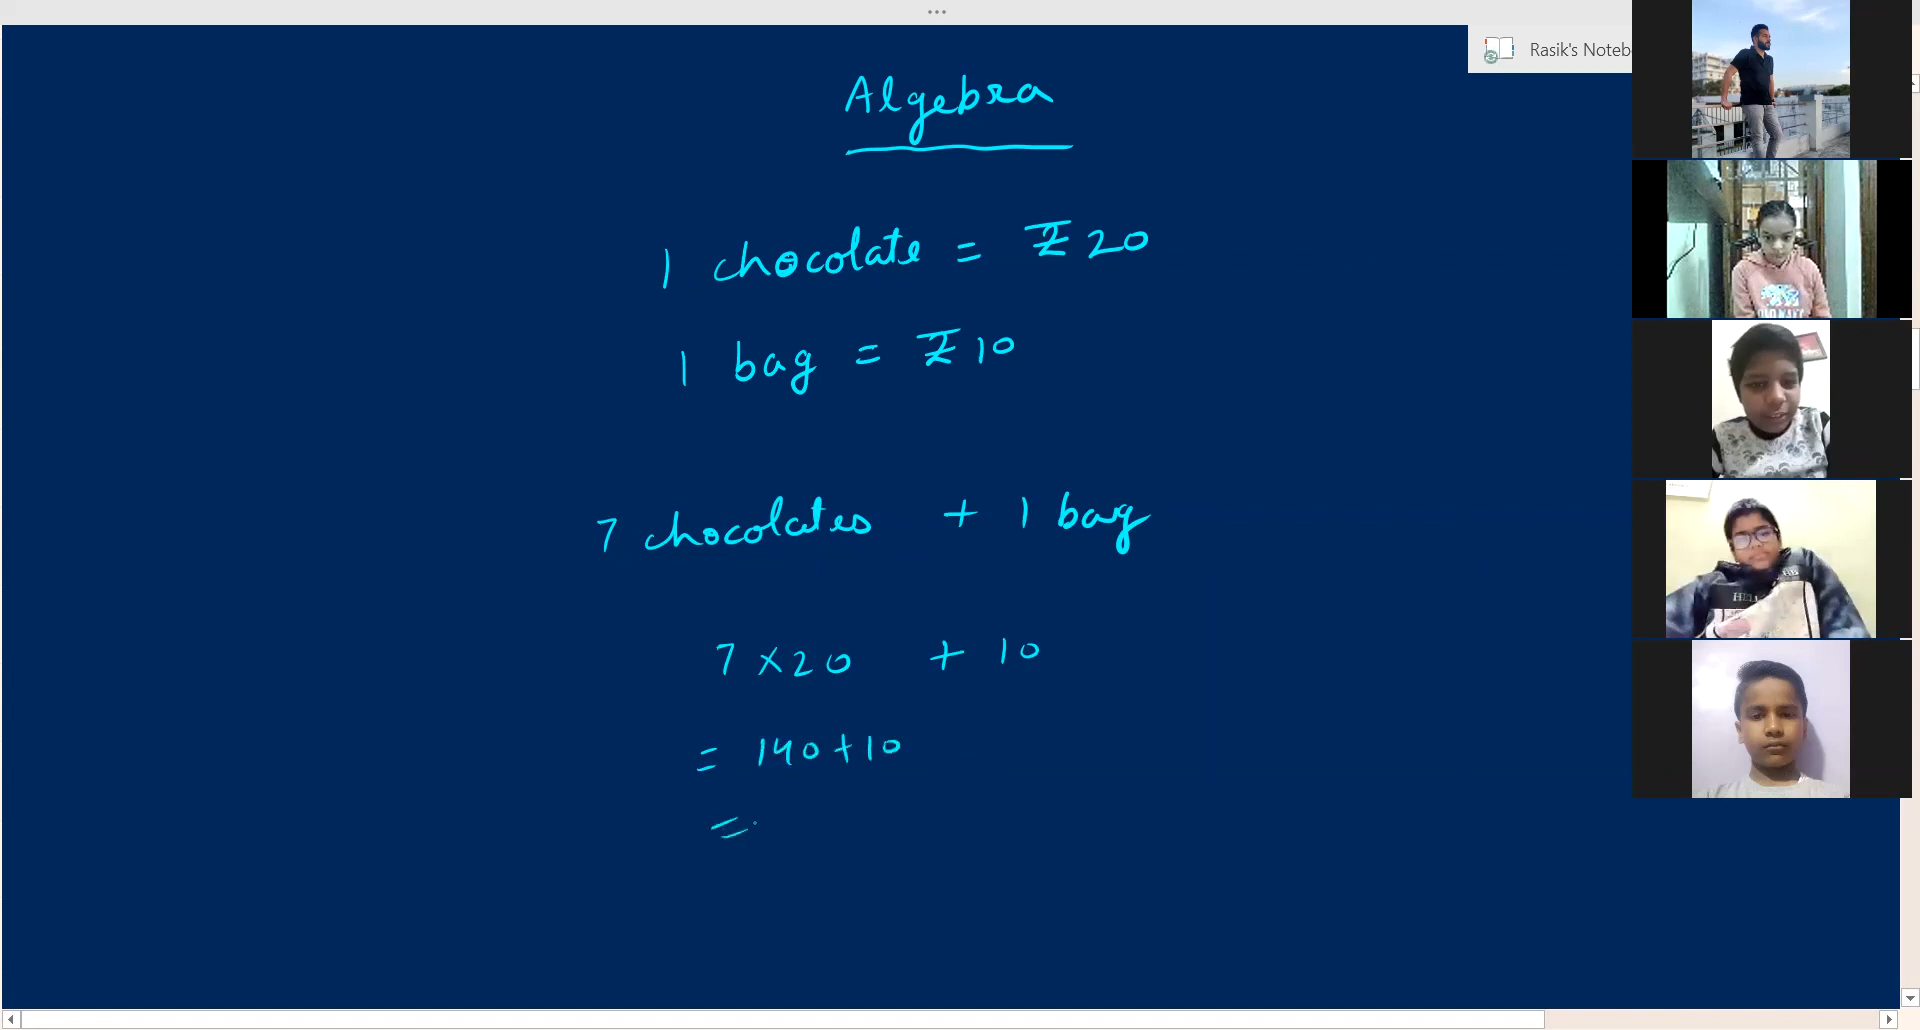 Rasik's Noteb
Algebra
1 chocolate = ₹20
1 bag = ₹10
7 chocolates + 1 bag
7 × 20 + 10
= 140 + 10
=